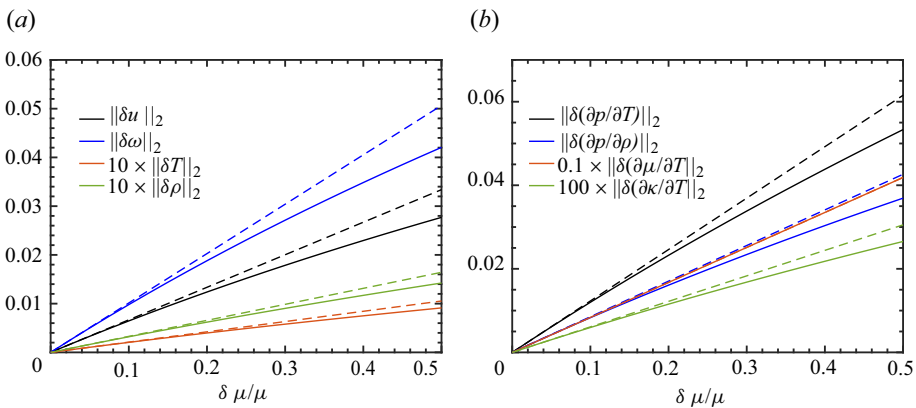 (a)
0.06
0.05
0.04
0.03
0.02
0.01
0
||δu ||₂
||δω||₂
10 × ||δT||₂
10 × ||δρ||₂
0.1 0.2 0.3 0.4 0.5
δ μ/μ
(b)
0.06
0.04
0.02
0
||δ(∂p/∂T)||₂
||δ(∂p/∂ρ)||₂
0.1 × ||δ(∂μ/∂T||₂
100 × ||δ(∂κ/∂T||₂
0 0.1 0.2 0.3 0.4 0.5
δ μ/μ